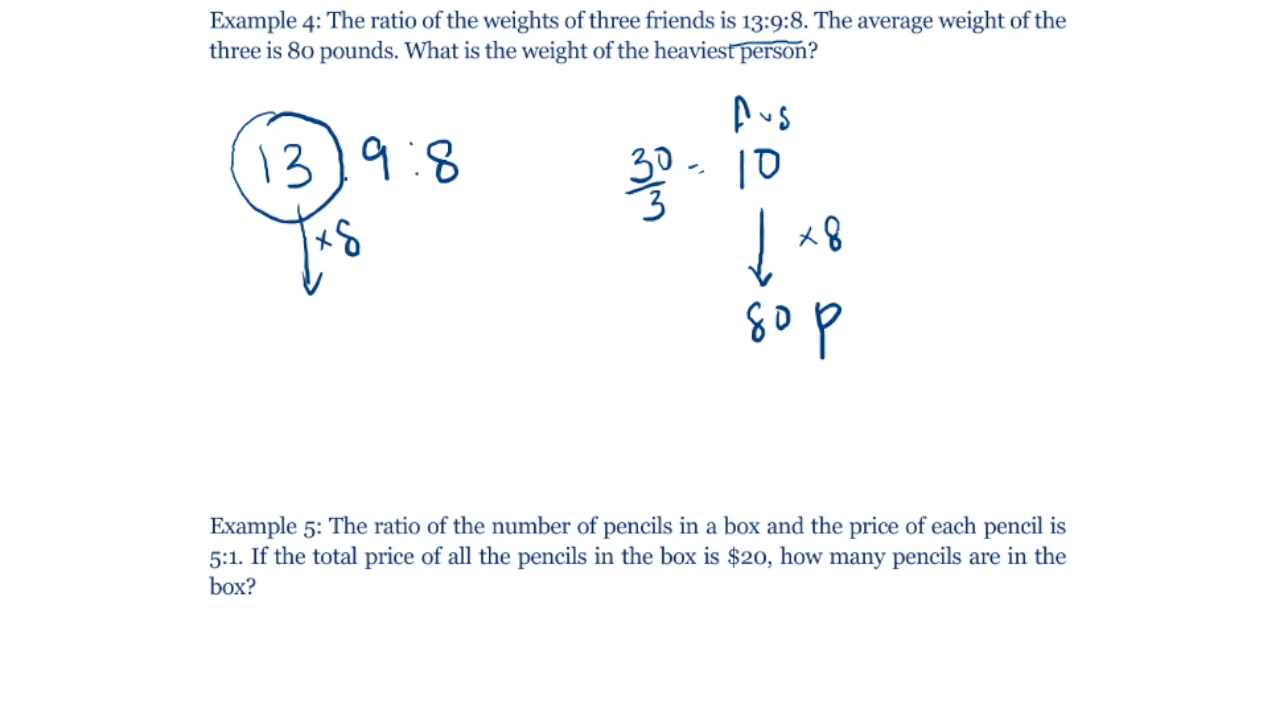 Example 4: The ratio of the weights of three friends is 13:9:8. The average weight of the
three is 80 pounds. What is the weight of the heaviest person?
Avg
13 : 9 : 8
30/3 = 10
×8
×8
80 p
Example 5: The ratio of the number of pencils in a box and the price of each pencil is
5:1. If the total price of all the pencils in the box is $20, how many pencils are in the
box?